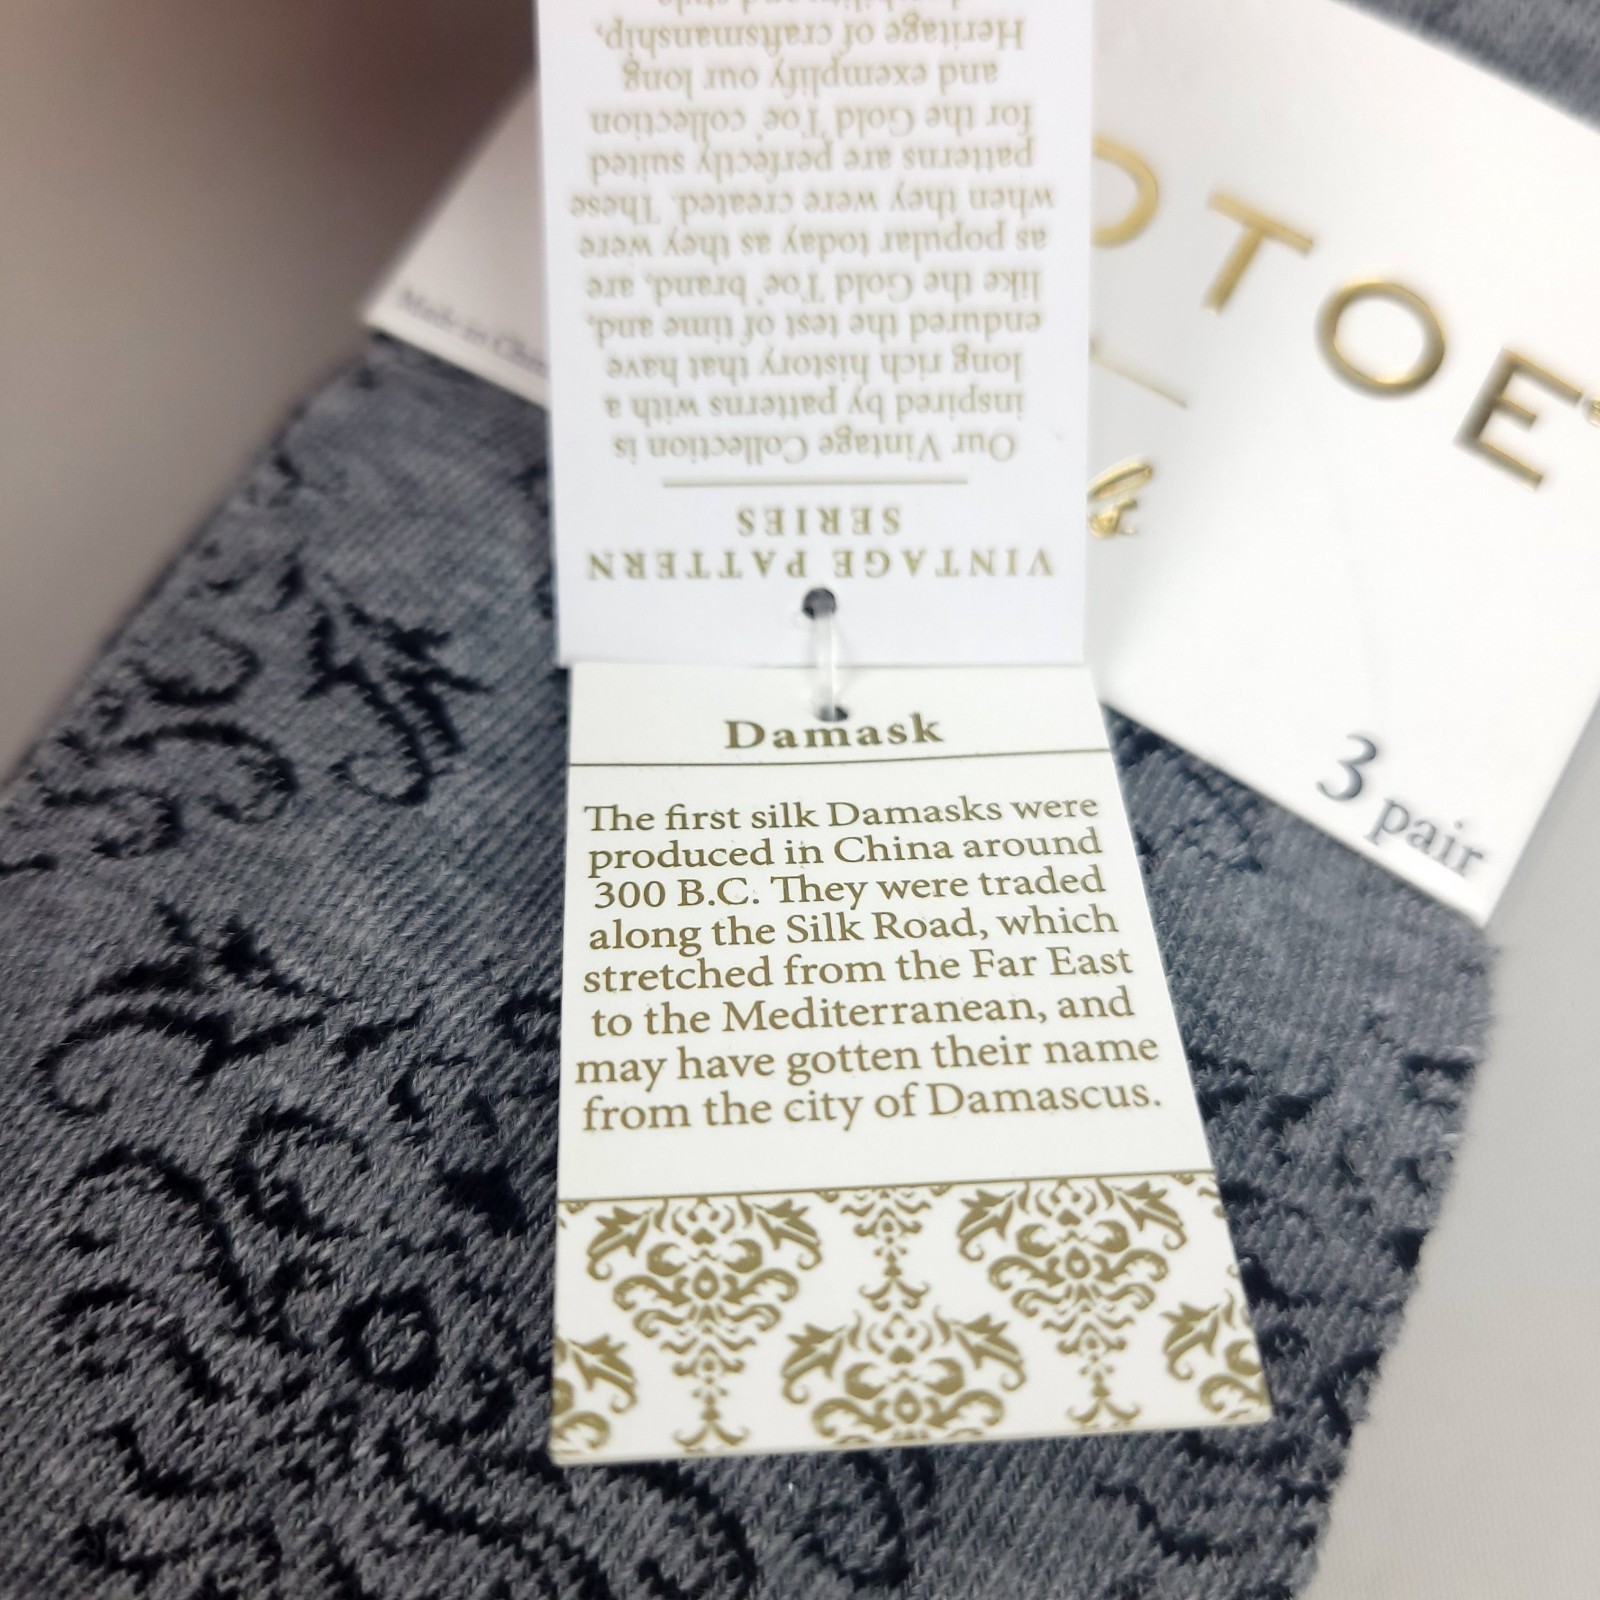 VINTAGE PATTERN
SERIES
Our Vintage Collection is
inspired by patterns with a
long rich history that have
endured the test of time and,
like the Gold Toe® brand, are
as popular today as they were
when they were created. These
patterns are perfectly suited
for the Gold Toe® collection
and exemplify our long
Heritage of craftsmanship,
Damask
The first silk Damasks were
produced in China around
300 B.C. They were traded
along the Silk Road, which
stretched from the Far East
to the Mediterranean, and
may have gotten their name
from the city of Damascus.
DTOE
3 pair
Made in China